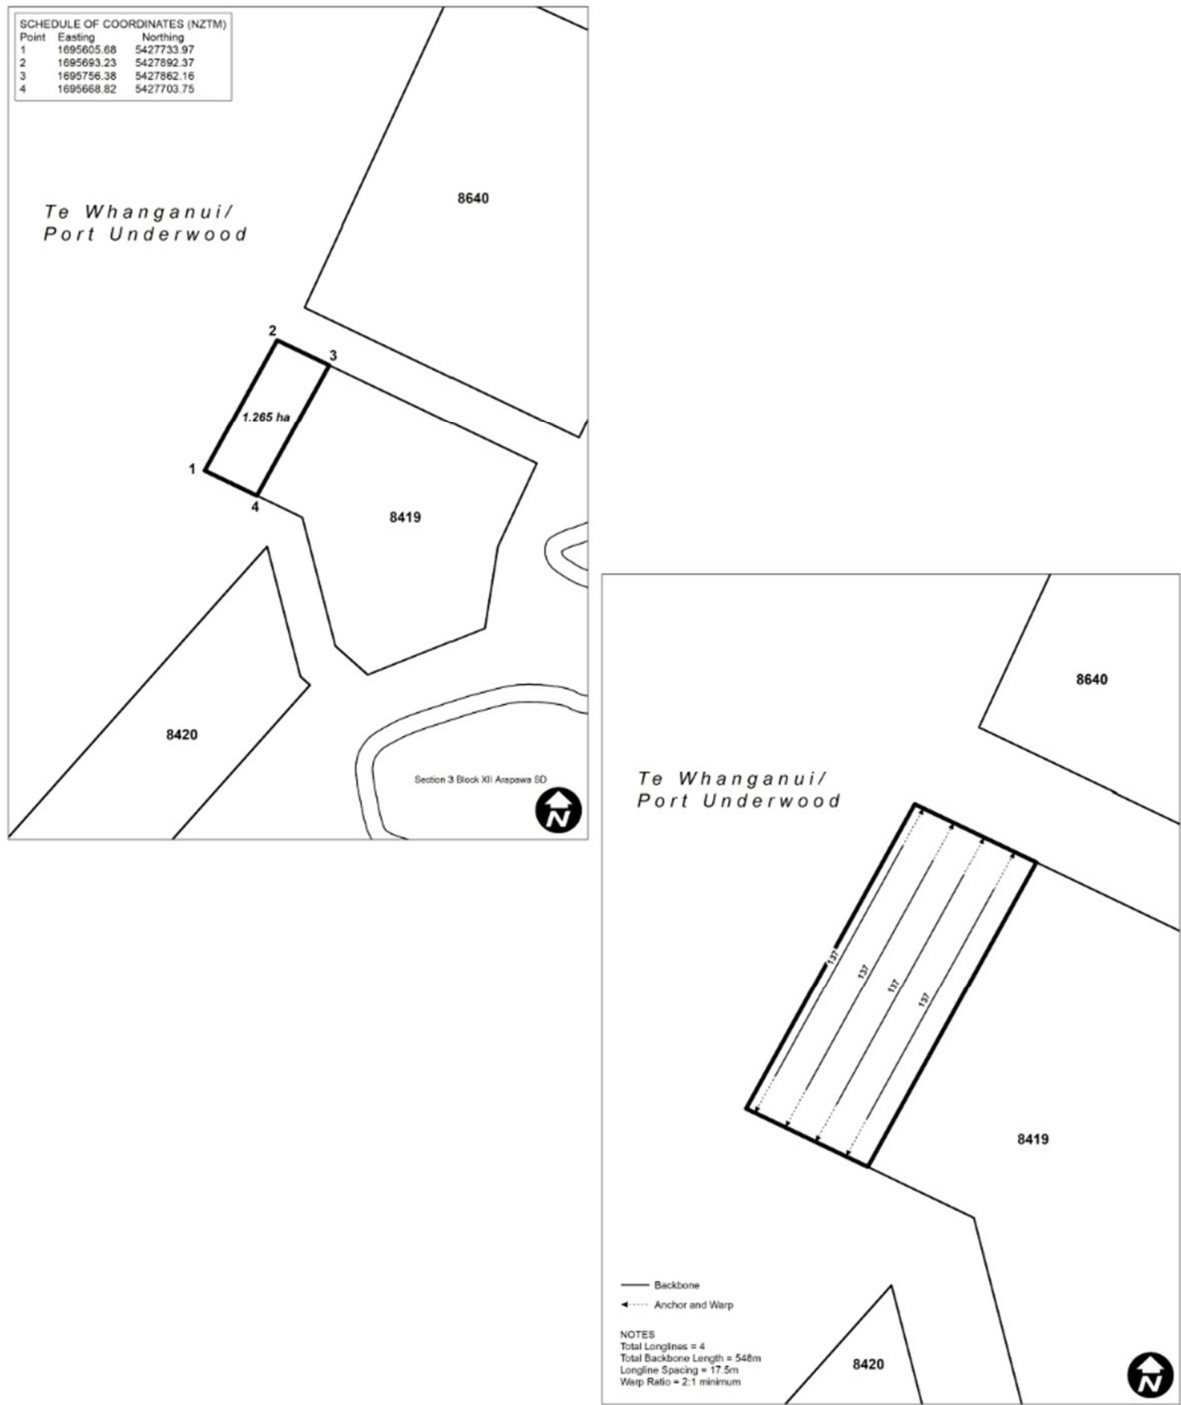 SCHEDULE OF COORDINATES (NZTM)
Point Easting Northing
1 1695605.68 5427733.97
2 1695693.23 5427892.37
3 1695756.38 5427862.16
4 1695668.82 5427703.75
8640
Te Whanganui/
Port Underwood
2
3
1.265 ha
1
4
8419
8420
Section 3 Block XII Arapawa SD
N
8640
Te Whanganui/
Port Underwood
137
137
137
137
8419
Backbone
Anchor and Warp
NOTES
Total Longlines = 4
Total Backbone Length = 548m
Longline Spacing = 17.5m
Warp Ratio = 2:1 minimum
8420
N